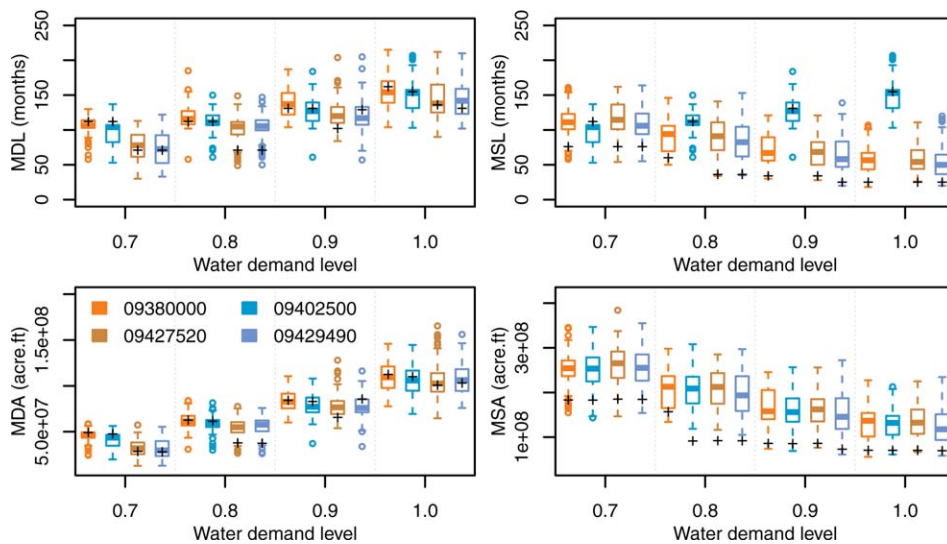 MDL (months)
250
150
50
0
0.7 0.8 0.9 1.0
Water demand level
MSL (months)
250
150
50
0
0.7 0.8 0.9 1.0
Water demand level
MDA (acre.ft)
1.5e+08
5.0e+07
09380000 09402500
09427520 09429490
0.7 0.8 0.9 1.0
Water demand level
MSA (acre.ft)
3e+08
1e+08
0.7 0.8 0.9 1.0
Water demand level